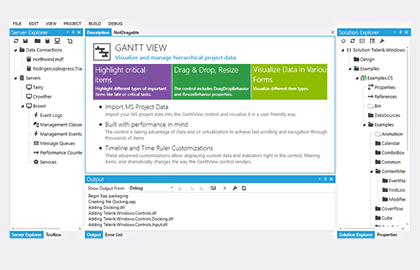 FILE EDIT VIEW PROJECT BUILD DEBUG
Server Explorer
Data Connections
northwind.mdf
Servers
Temy
Crowther
Brown
Event Logs
Management Classes
Management Events
Message Queues
Performance Counte
Services
Server Explorer Toolbox
Description NotDragable
GANTT VIEW
Visualize and manage hierarchical project data
Highlight critical
items
Highlight different types of important
items like late or critical tasks.
Drag & Drop, Resize
The control includes DragDropBehavior
and ResizeBehavior properties.
Visualize Data in Various
Forms
Visualize different item types.
Import MS Project Data
Import your MS project data into the GanttView control and visualize it in a user-friendly way.
Built with performance in mind
The control is taking advantage of Data and UI virtualization to achieve fast scrolling and navigation through
thousands of items
Timeline and Time Ruler Customizations
These advanced customizations allow displaying custom data and indicators right in the control, filtering
items, and dramatically changes the way the GanttView control renders.
Output
Show Output From: Debug
Begin Xap packaging
Creating file Docking.xap
Adding Docking.dll
Adding Telerik.Windows.Controls.dll
Adding Telerik.Windows.Controls.Docking.dll
Adding Telerik.Windows.Controls.Input.dll
Output Error List
Solution Explorer
Solution Telerik.Windows.
Design
Examples
Examples.CS
Properties
References
Bin
DataSources
Examples
Animation
Calendar
ComboBox
Common
ContextMer
EventHa
FirstLoo
Modifier
CoverFlow
Cube
Solution Explorer Properties